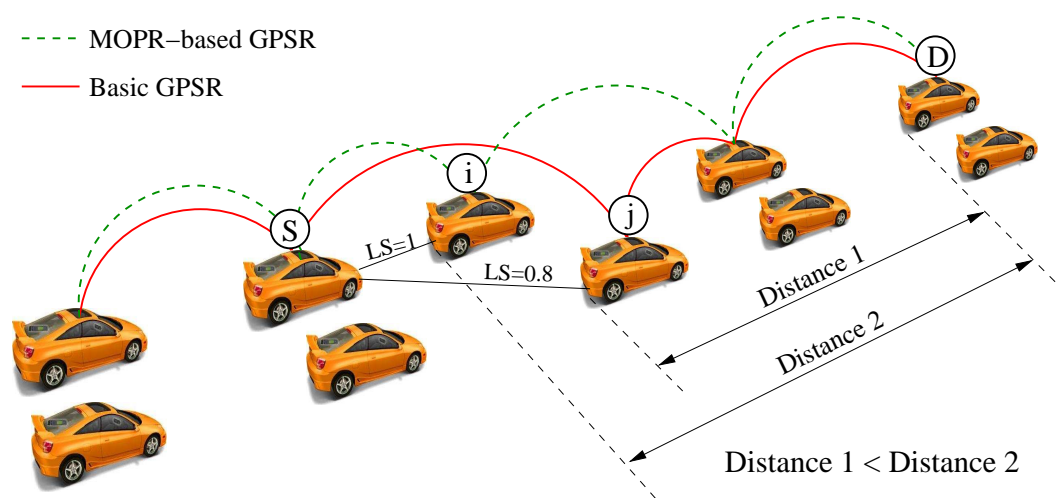 MOPR−based GPSR
Basic GPSR
D
i
S
j
LS=1
LS=0.8
Distance 1
Distance 2
Distance 1 < Distance 2